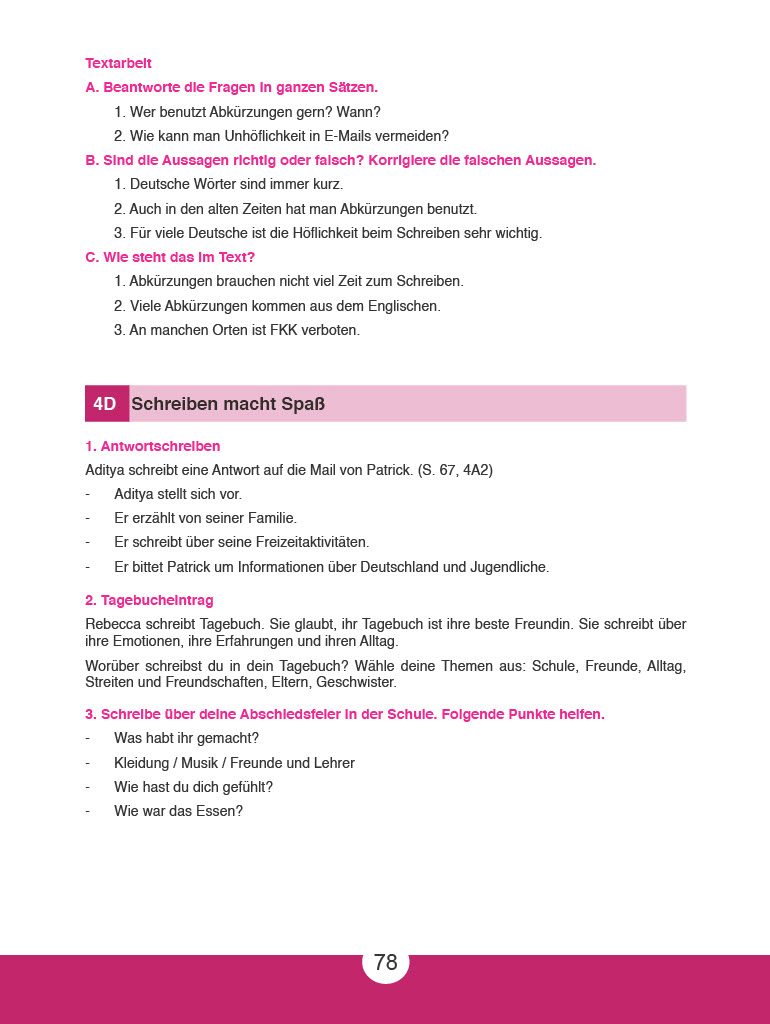 Textarbeit
A. Beantworte die Fragen in ganzen Sätzen.
1. Wer benutzt Abkürzungen gern? Wann?
2. Wie kann man Unhöflichkeit in E-Mails vermeiden?
B. Sind die Aussagen richtig oder falsch? Korrigiere die falschen Aussagen.
1. Deutsche Wörter sind immer kurz.
2. Auch in den alten Zeiten hat man Abkürzungen benutzt.
3. Für viele Deutsche ist die Höflichkeit beim Schreiben sehr wichtig.
C. Wie steht das im Text?
1. Abkürzungen brauchen nicht viel Zeit zum Schreiben.
2. Viele Abkürzungen kommen aus dem Englischen.
3. An manchen Orten ist FKK verboten.
4D Schreiben macht Spaß
1. Antwortschreiben
Aditya schreibt eine Antwort auf die Mail von Patrick. (S. 67, 4A2)
- Aditya stellt sich vor.
- Er erzählt von seiner Familie.
- Er schreibt über seine Freizeitaktivitäten.
- Er bittet Patrick um Informationen über Deutschland und Jugendliche.
2. Tagebucheintrag
Rebecca schreibt Tagebuch. Sie glaubt, ihr Tagebuch ist ihre beste Freundin. Sie schreibt über
ihre Emotionen, ihre Erfahrungen und ihren Alltag.
Worüber schreibst du in dein Tagebuch? Wähle deine Themen aus: Schule, Freunde, Alltag,
Streiten und Freundschaften, Eltern, Geschwister.
3. Schreibe über deine Abschiedsfeier in der Schule. Folgende Punkte helfen.
- Was habt ihr gemacht?
- Kleidung / Musik / Freunde und Lehrer
- Wie hast du dich gefühlt?
- Wie war das Essen?
78